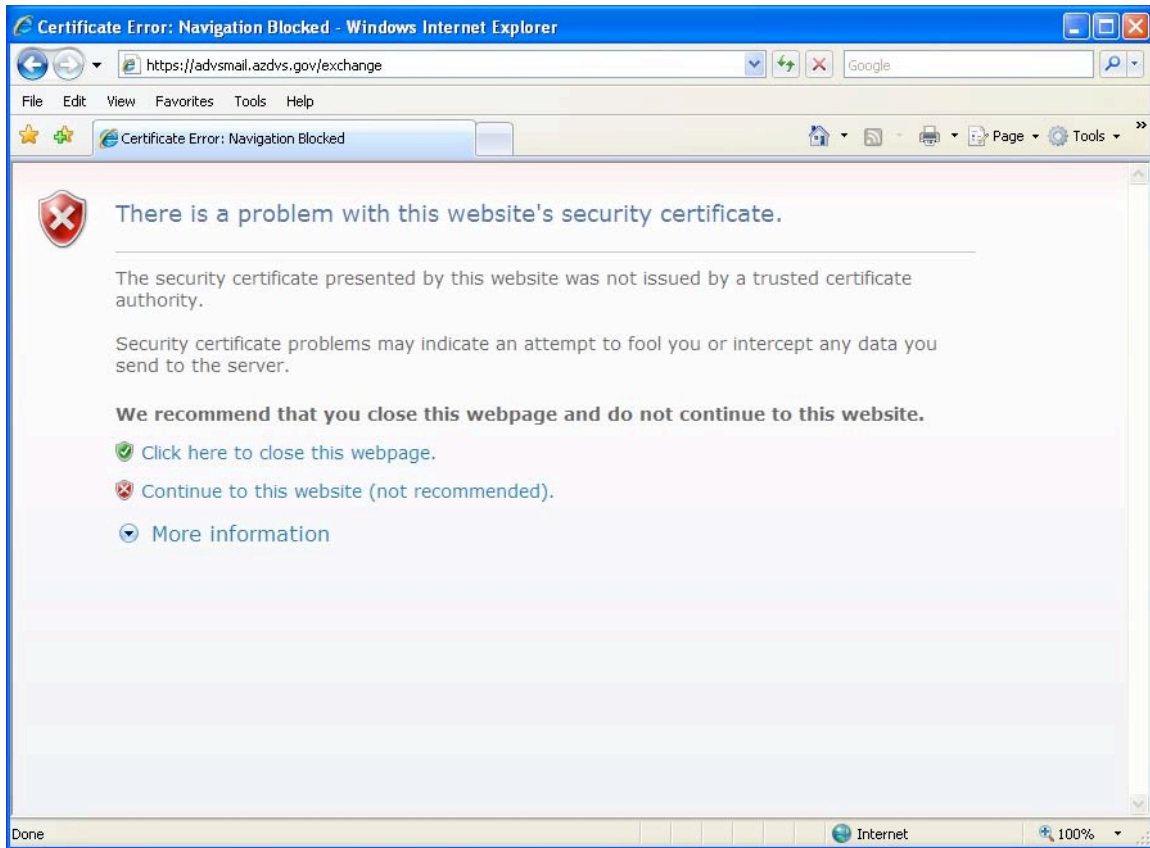 Certificate Error: Navigation Blocked - Windows Internet Explorer
https://advsmail.azdvs.gov/exchange
Google
File Edit View Favorites Tools Help
Certificate Error: Navigation Blocked
Page Tools »
There is a problem with this website's security certificate.
The security certificate presented by this website was not issued by a trusted certificate
authority.
Security certificate problems may indicate an attempt to fool you or intercept any data you
send to the server.
We recommend that you close this webpage and do not continue to this website.
Click here to close this webpage.
Continue to this website (not recommended).
More information
Done
Internet
100%